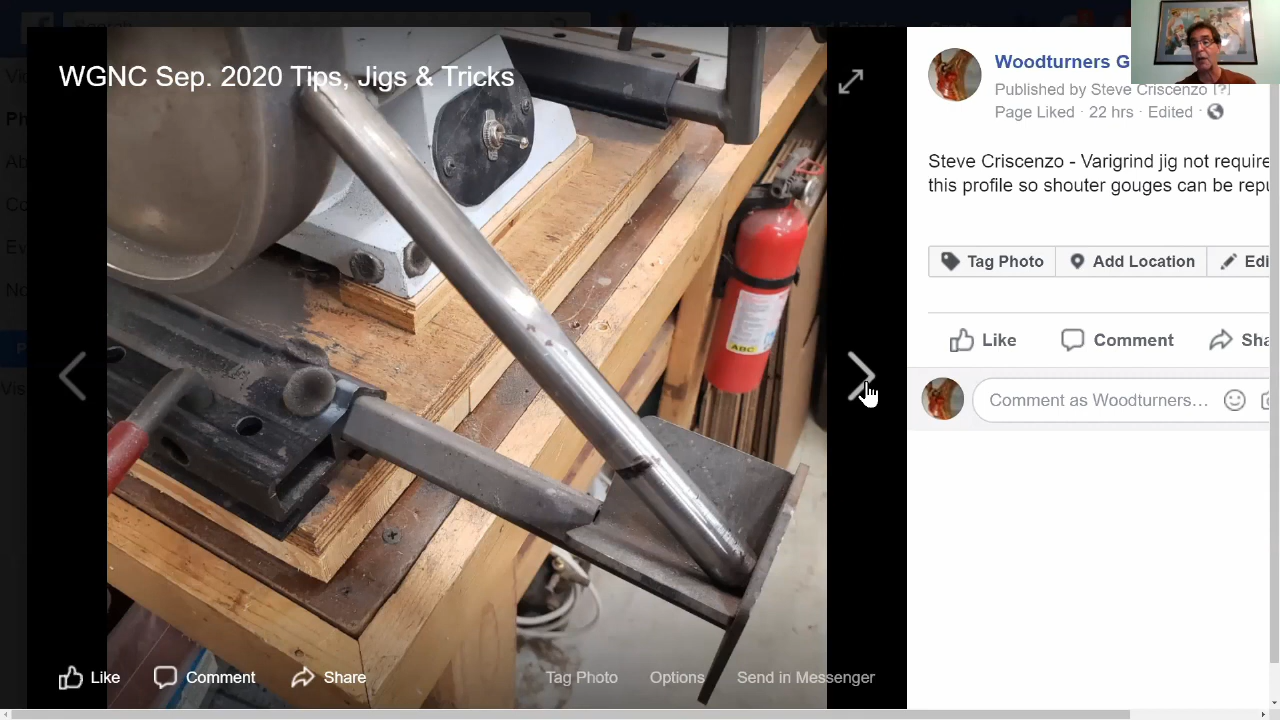 WGNC Sep. 2020 Tips, Jigs & Tricks
ABC
Like
Comment
Share
Tag Photo
Options
Send in Messenger
Woodturners G
Published by Steve Criscenzo [?]
Page Liked · 22 hrs · Edited ·
Steve Criscenzo - Varigrind jig not require
this profile so shouter gouges can be repu
Tag Photo
Add Location
Edi
Like
Comment
Sha
Comment as Woodturners...